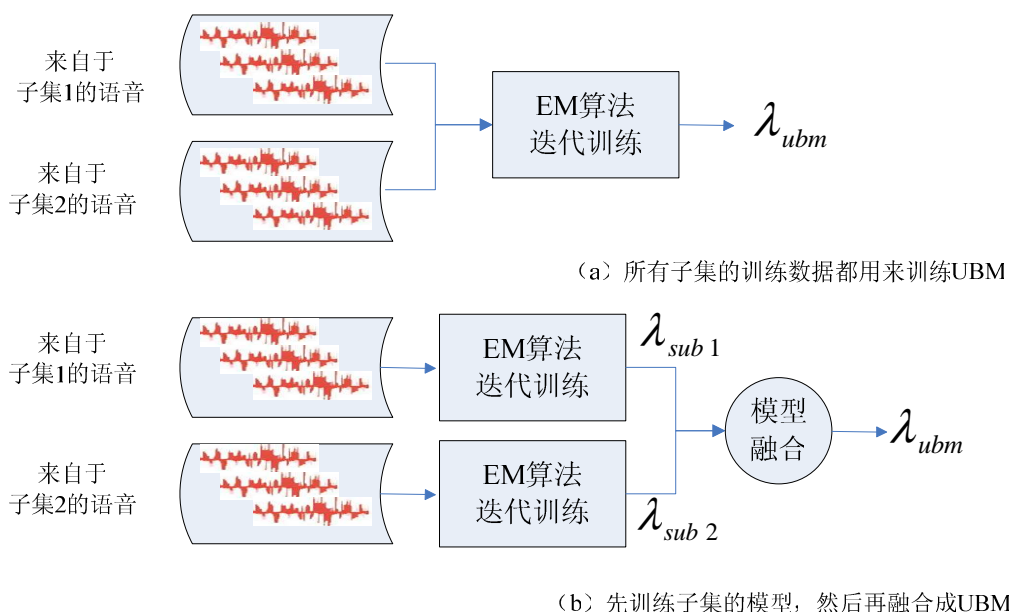 来自于
子集1的语音
EM算法
迭代训练
λubm
来自于
子集2的语音
（a）所有子集的训练数据都用来训练UBM
来自于
子集1的语音
EM算法
迭代训练
λsub 1
模型
融合
λubm
来自于
子集2的语音
EM算法
迭代训练
λsub 2
（b）先训练子集的模型，然后再融合成UBM